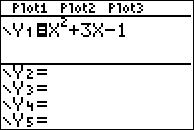 Plot1 Plot2 Plot3
\Y₁=X²+3X-1
\Y₂=
\Y₃=
\Y₄=
\Y₅=